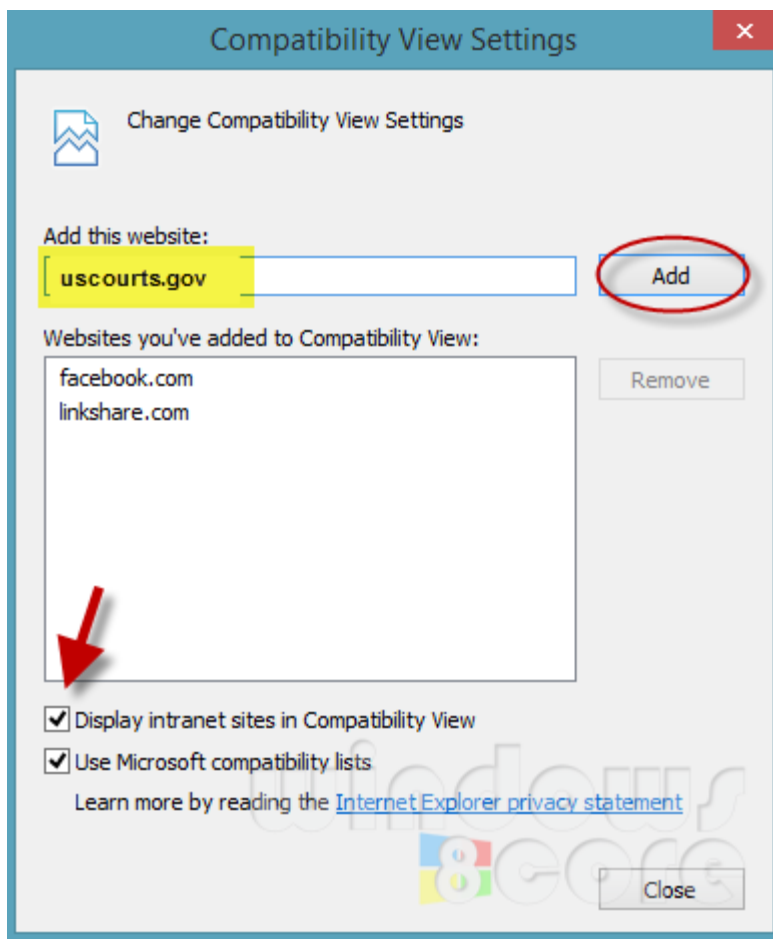 Compatibility View Settings
Change Compatibility View Settings
Add this website:
uscourts.gov
Add
Websites you've added to Compatibility View:
facebook.com
linkshare.com
Remove
Display intranet sites in Compatibility View
Use Microsoft compatibility lists
Learn more by reading the Internet Explorer privacy statement
windows
8core
Close